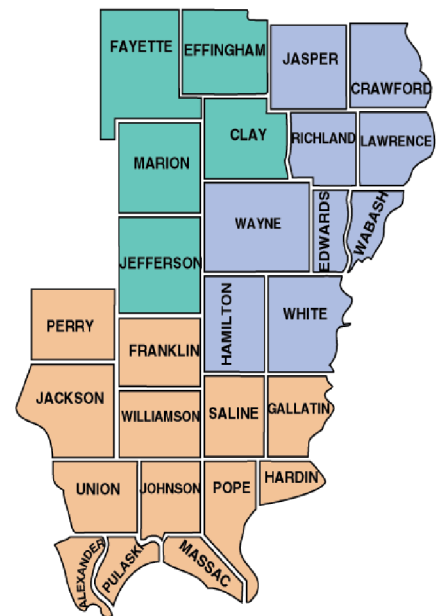 FAYETTE
EFFINGHAM
JASPER
CRAWFORD
CLAY
RICHLAND
LAWRENCE
MARION
WAYNE
EDWARDS
WABASH
JEFFERSON
HAMILTON
WHITE
PERRY
FRANKLIN
JACKSON
WILLIAMSON
SALINE
GALLATIN
UNION
JOHNSON
POPE
HARDIN
ALEXANDER
PULASKI
MASSAC